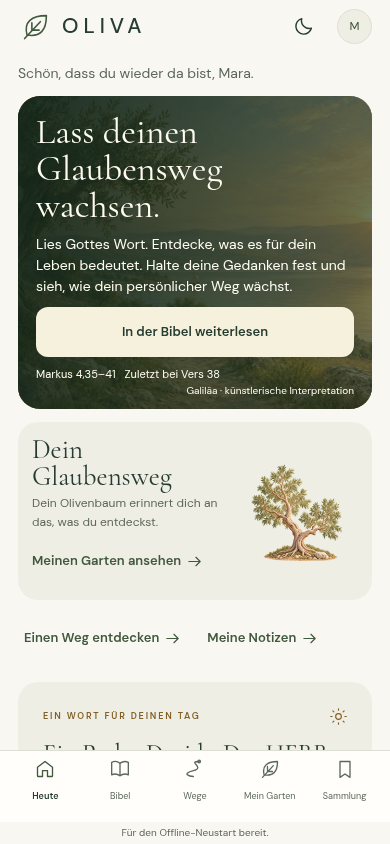 OLIVA
M
Schön, dass du wieder da bist, Mara.
Lass deinen
Glaubensweg
wachsen.
Lies Gottes Wort. Entdecke, was es für dein
Leben bedeutet. Halte deine Gedanken fest und
sieh, wie dein persönlicher Weg wächst.
In der Bibel weiterlesen
Markus 4,35–41 Zuletzt bei Vers 38
Galiläa · künstlerische Interpretation
Dein
Glaubensweg
Dein Olivenbaum erinnert dich an
das, was du entdeckst.
Meinen Garten ansehen →
Einen Weg entdecken → Meine Notizen →
EIN WORT FÜR DEINEN TAG
Heute Bibel Wege Mein Garten Sammlung
Für den Offline-Neustart bereit.